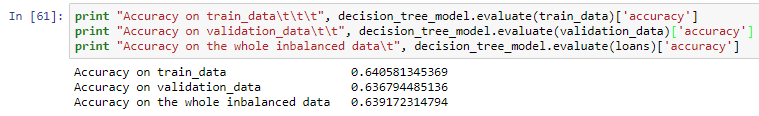 In [61]: print "Accuracy on train_data\t\t\t", decision_tree_model.evaluate(train_data)['accuracy']
print "Accuracy on validation_data\t\t", decision_tree_model.evaluate(validation_data)['accuracy']
print "Accuracy on the whole inbalanced data\t", decision_tree_model.evaluate(loans)['accuracy']
Accuracy on train_data 0.640581345369
Accuracy on validation_data 0.636794485136
Accuracy on the whole inbalanced data 0.639172314794